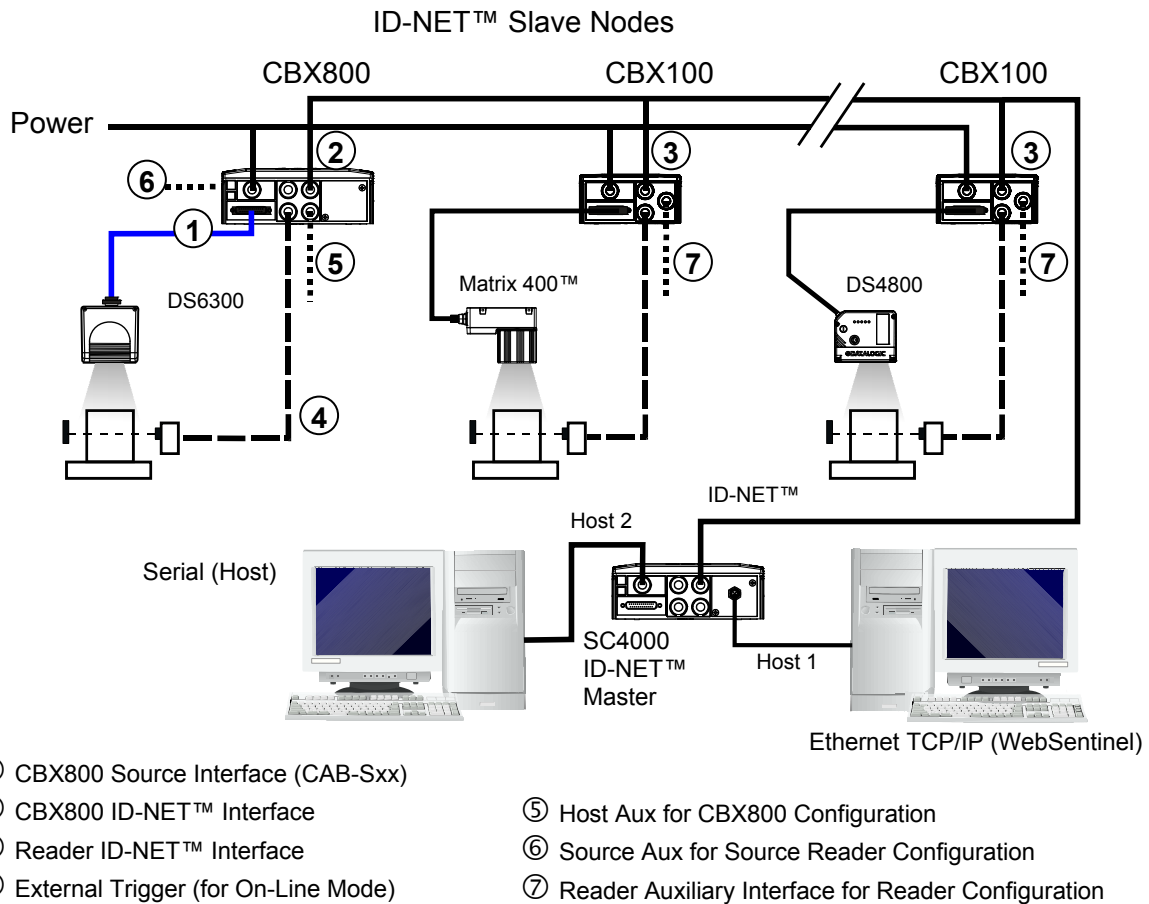 ID-NET™ Slave Nodes
CBX800
CBX100
CBX100
Power
②
③
③
⑥
①
⑤
⑦
⑦
DS6300
Matrix 400™
DS4800
DATALOGIC
④
ID-NET™
Host 2
Serial (Host)
SC4000
ID-NET™
Master
Host 1
Ethernet TCP/IP (WebSentinel)
CBX800 Source Interface (CAB-Sxx)
CBX800 ID-NET™ Interface
Reader ID-NET™ Interface
External Trigger (for On-Line Mode)
⑤ Host Aux for CBX800 Configuration
⑥ Source Aux for Source Reader Configuration
⑦ Reader Auxiliary Interface for Reader Configuration